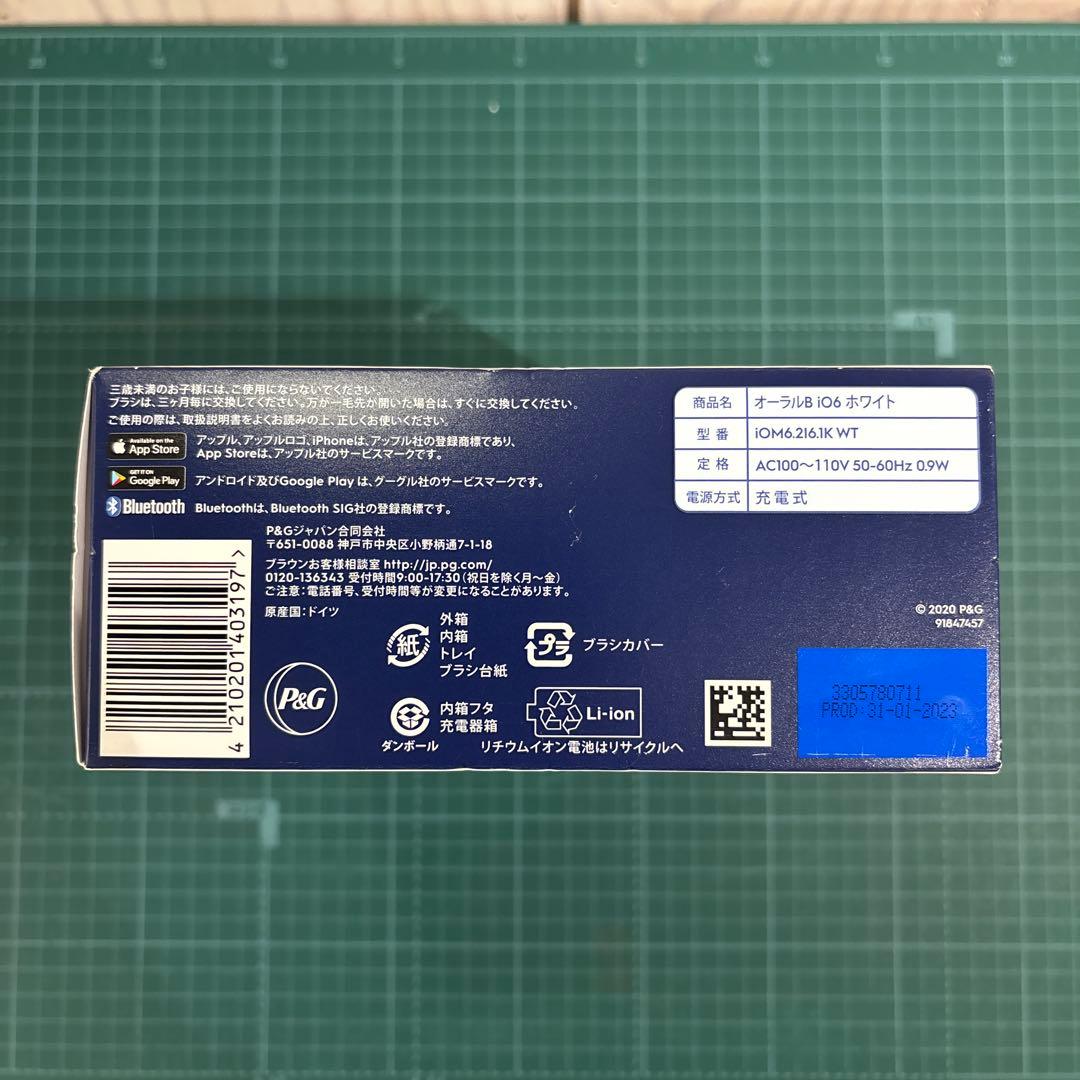 三歳未満のお子様には、ご使用にならないでください。
ブラシは、三ヶ月毎に交換してください。万が一毛先が開いた場合は、すぐに交換してください。
ご使用の際は、取扱説明書をよくお読みの上、正しくお使いください。
Available on the
App Store
アップル、アップルロゴ、iPhoneは、アップル社の登録商標であり、
App Storeは、アップル社のサービスマークです。
GET IT ON
Google Play
アンドロイド及びGoogle Play は、グーグル社のサービスマークです。
Bluetooth
Bluetoothは、Bluetooth SIG社の登録商標です。
P&Gジャパン合同会社
〒651-0088 神戸市中央区小野柄通7-1-18
ブラウンお客様相談室 http://jp.pg.com/
0120-136343 受付時間9:00-17:30（祝日を除く月〜金）
ご注意：電話番号、受付時間等が変更になることがあります。
原産国：ドイツ
4 210201 403197 >
P&G
紙
外箱
内箱
トレイ
ブラシ台紙
プラ
ブラシカバー
内箱フタ
充電器箱
ダンボール
Li-ion
リチウムイオン電池はリサイクルへ
商品名 オーラルB iO6 ホワイト
型番 iOM6.216.1K WT
定格 AC100〜110V 50-60Hz 0.9W
電源方式 充電式
© 2020 P&G
91847457
3305780711
PROD:31-01-2023